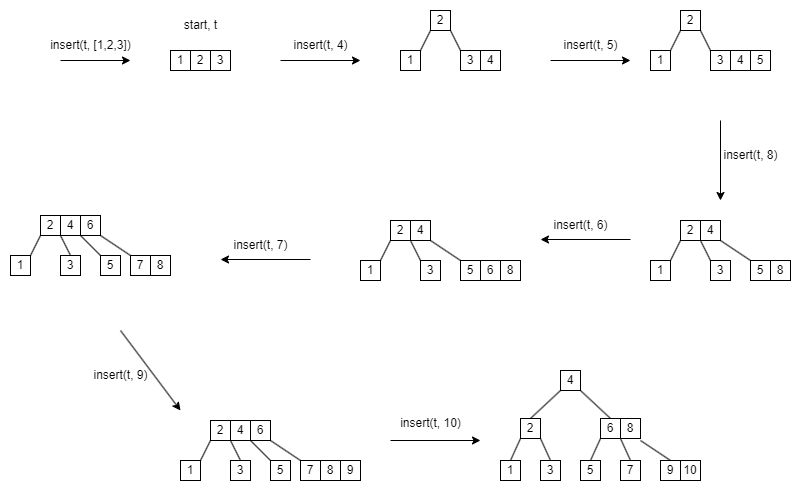 start, t
insert(t, [1,2,3])
1 2 3
insert(t, 4)
2
1 3 4
insert(t, 5)
2
1 3 4 5
insert(t, 8)
2 4
1 3 5 8
insert(t, 6)
2 4
1 3 5 6 8
insert(t, 7)
2 4 6
1 3 5 7 8
insert(t, 9)
2 4 6
1 3 5 7 8 9
insert(t, 10)
4
2 6 8
1 3 5 7 9 10